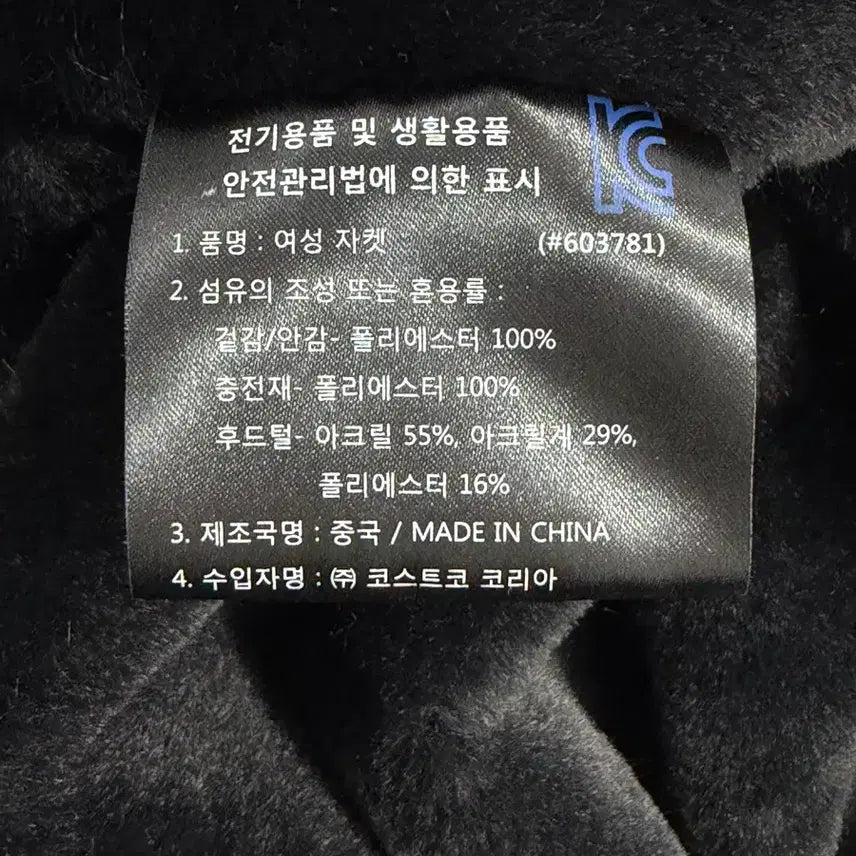 전기용품 및 생활용품
안전관리법에 의한 표시
KC
1. 품명 : 여성 자켓 (#603781)
2. 섬유의 조성 또는 혼용률 :
겉감/안감- 폴리에스터 100%
충전재- 폴리에스터 100%
후드털- 아크릴 55%, 아크릴계 29%,
폴리에스터 16%
3. 제조국명 : 중국 / MADE IN CHINA
4. 수입자명 : ㈜ 코스트코 코리아